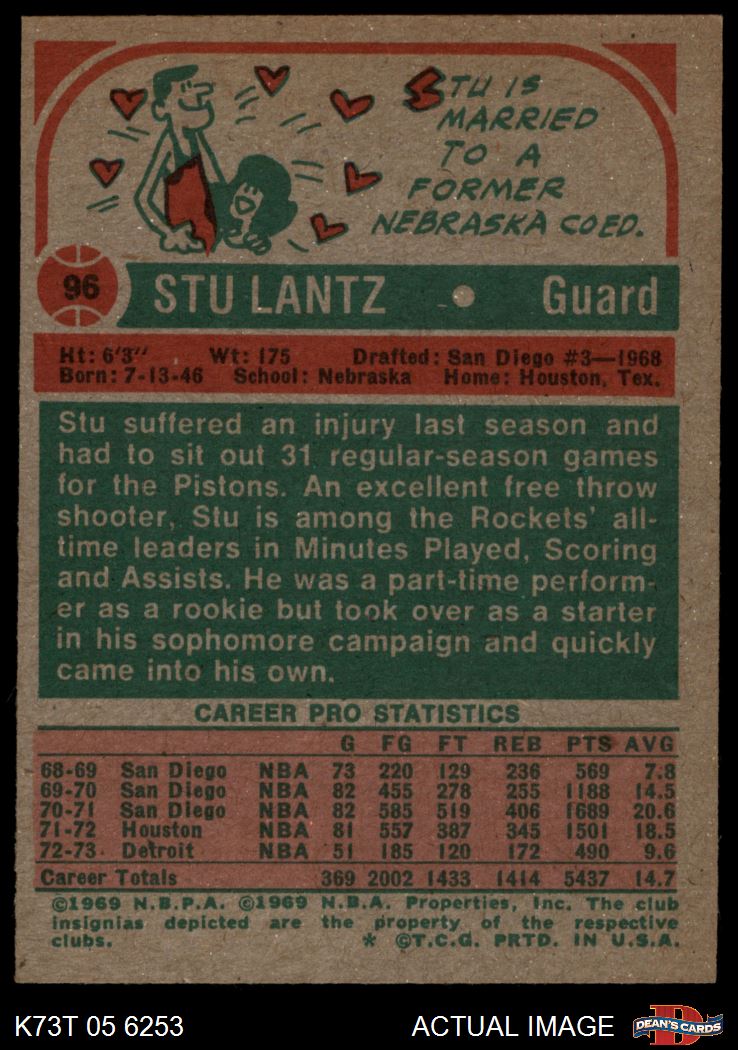 STU IS
MARRIED
TO A
FORMER
NEBRASKA COED.
96 STU LANTZ • Guard
Ht: 6'3" Wt: 175 Drafted: San Diego #3—1968
Born: 7-13-46 School: Nebraska Home: Houston, Tex.
Stu suffered an injury last season and
had to sit out 31 regular-season games
for the Pistons. An excellent free throw
shooter, Stu is among the Rockets' all-
time leaders in Minutes Played, Scoring
and Assists. He was a part-time perform-
er as a rookie but took over as a starter
in his sophomore campaign and quickly
came into his own.
CAREER PRO STATISTICS
G FG FT REB PTS AVG
68-69 San Diego NBA 73 220 129 236 569 7.8
69-70 San Diego NBA 82 455 278 255 1188 14.5
70-71 San Diego NBA 82 585 519 406 1689 20.6
71-72 Houston NBA 81 557 387 345 1501 18.5
72-73 Detroit NBA 51 185 120 172 490 9.6
Career Totals 369 2002 1433 1414 5437 14.7
©1969 N.B.P.A. ©1969 N.B.A. Properties, Inc. The club
insignias depicted are the property of the respective
clubs. * ©T.C.G. PRTD. IN U.S.A.
K73T 05 6253 ACTUAL IMAGE D DEAN'S CARDS